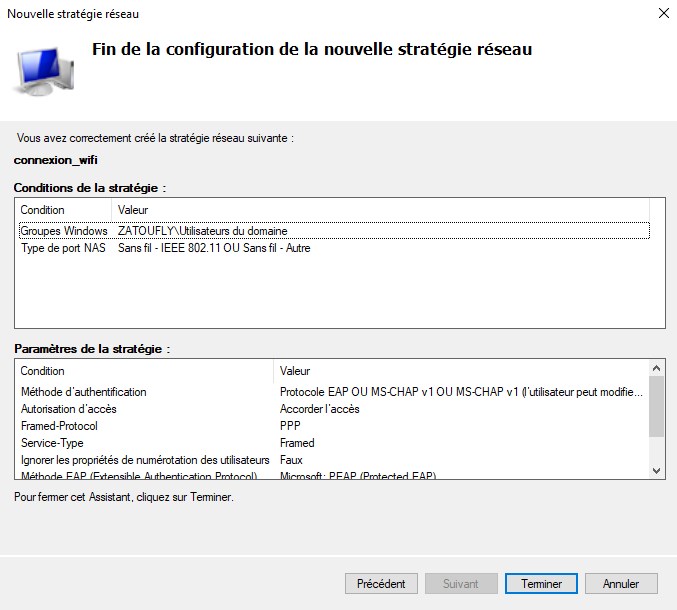 Nouvelle stratégie réseau
Fin de la configuration de la nouvelle stratégie réseau
Vous avez correctement créé la stratégie réseau suivante :
connexion_wifi
Conditions de la stratégie :
Condition Valeur
Groupes Windows ZATOUFLY\Utilisateurs du domaine
Type de port NAS Sans fil - IEEE 802.11 OU Sans fil - Autre
Paramètres de la stratégie :
Condition Valeur
Méthode d'authentification Protocole EAP OU MS-CHAP v1 OU MS-CHAP v1 (l'utilisateur peut modifie...
Autorisation d'accès Accorder l'accès
Framed-Protocol PPP
Service-Type Framed
Ignorer les propriétés de numérotation des utilisateurs Faux
Méthode EAP (Extensible Authentication Protocol) Microsoft: PEAP (Protected EAP)
Pour fermer cet Assistant, cliquez sur Terminer.
Précédent Suivant Terminer Annuler